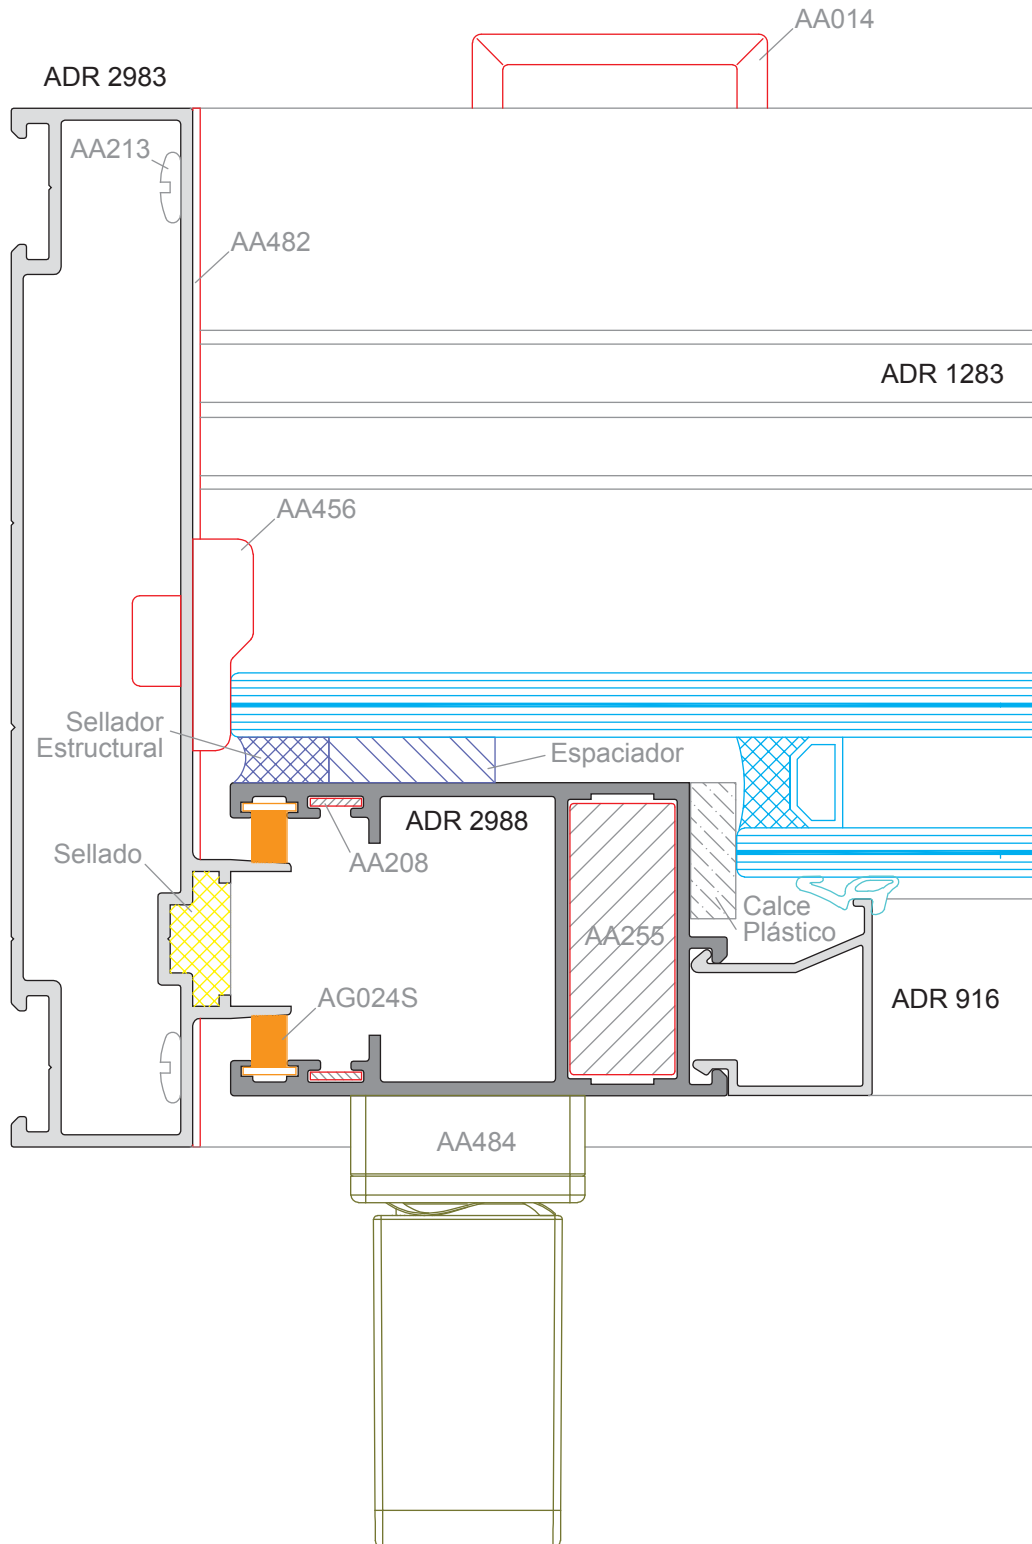 AA014
ADR 2983
AA213
AA482
ADR 1283
AA456
Sellador
Estructural
Espaciador
ADR 2988
Sellado
AA208
Calce
Plástico
AA255
AG024S
ADR 916
AA484